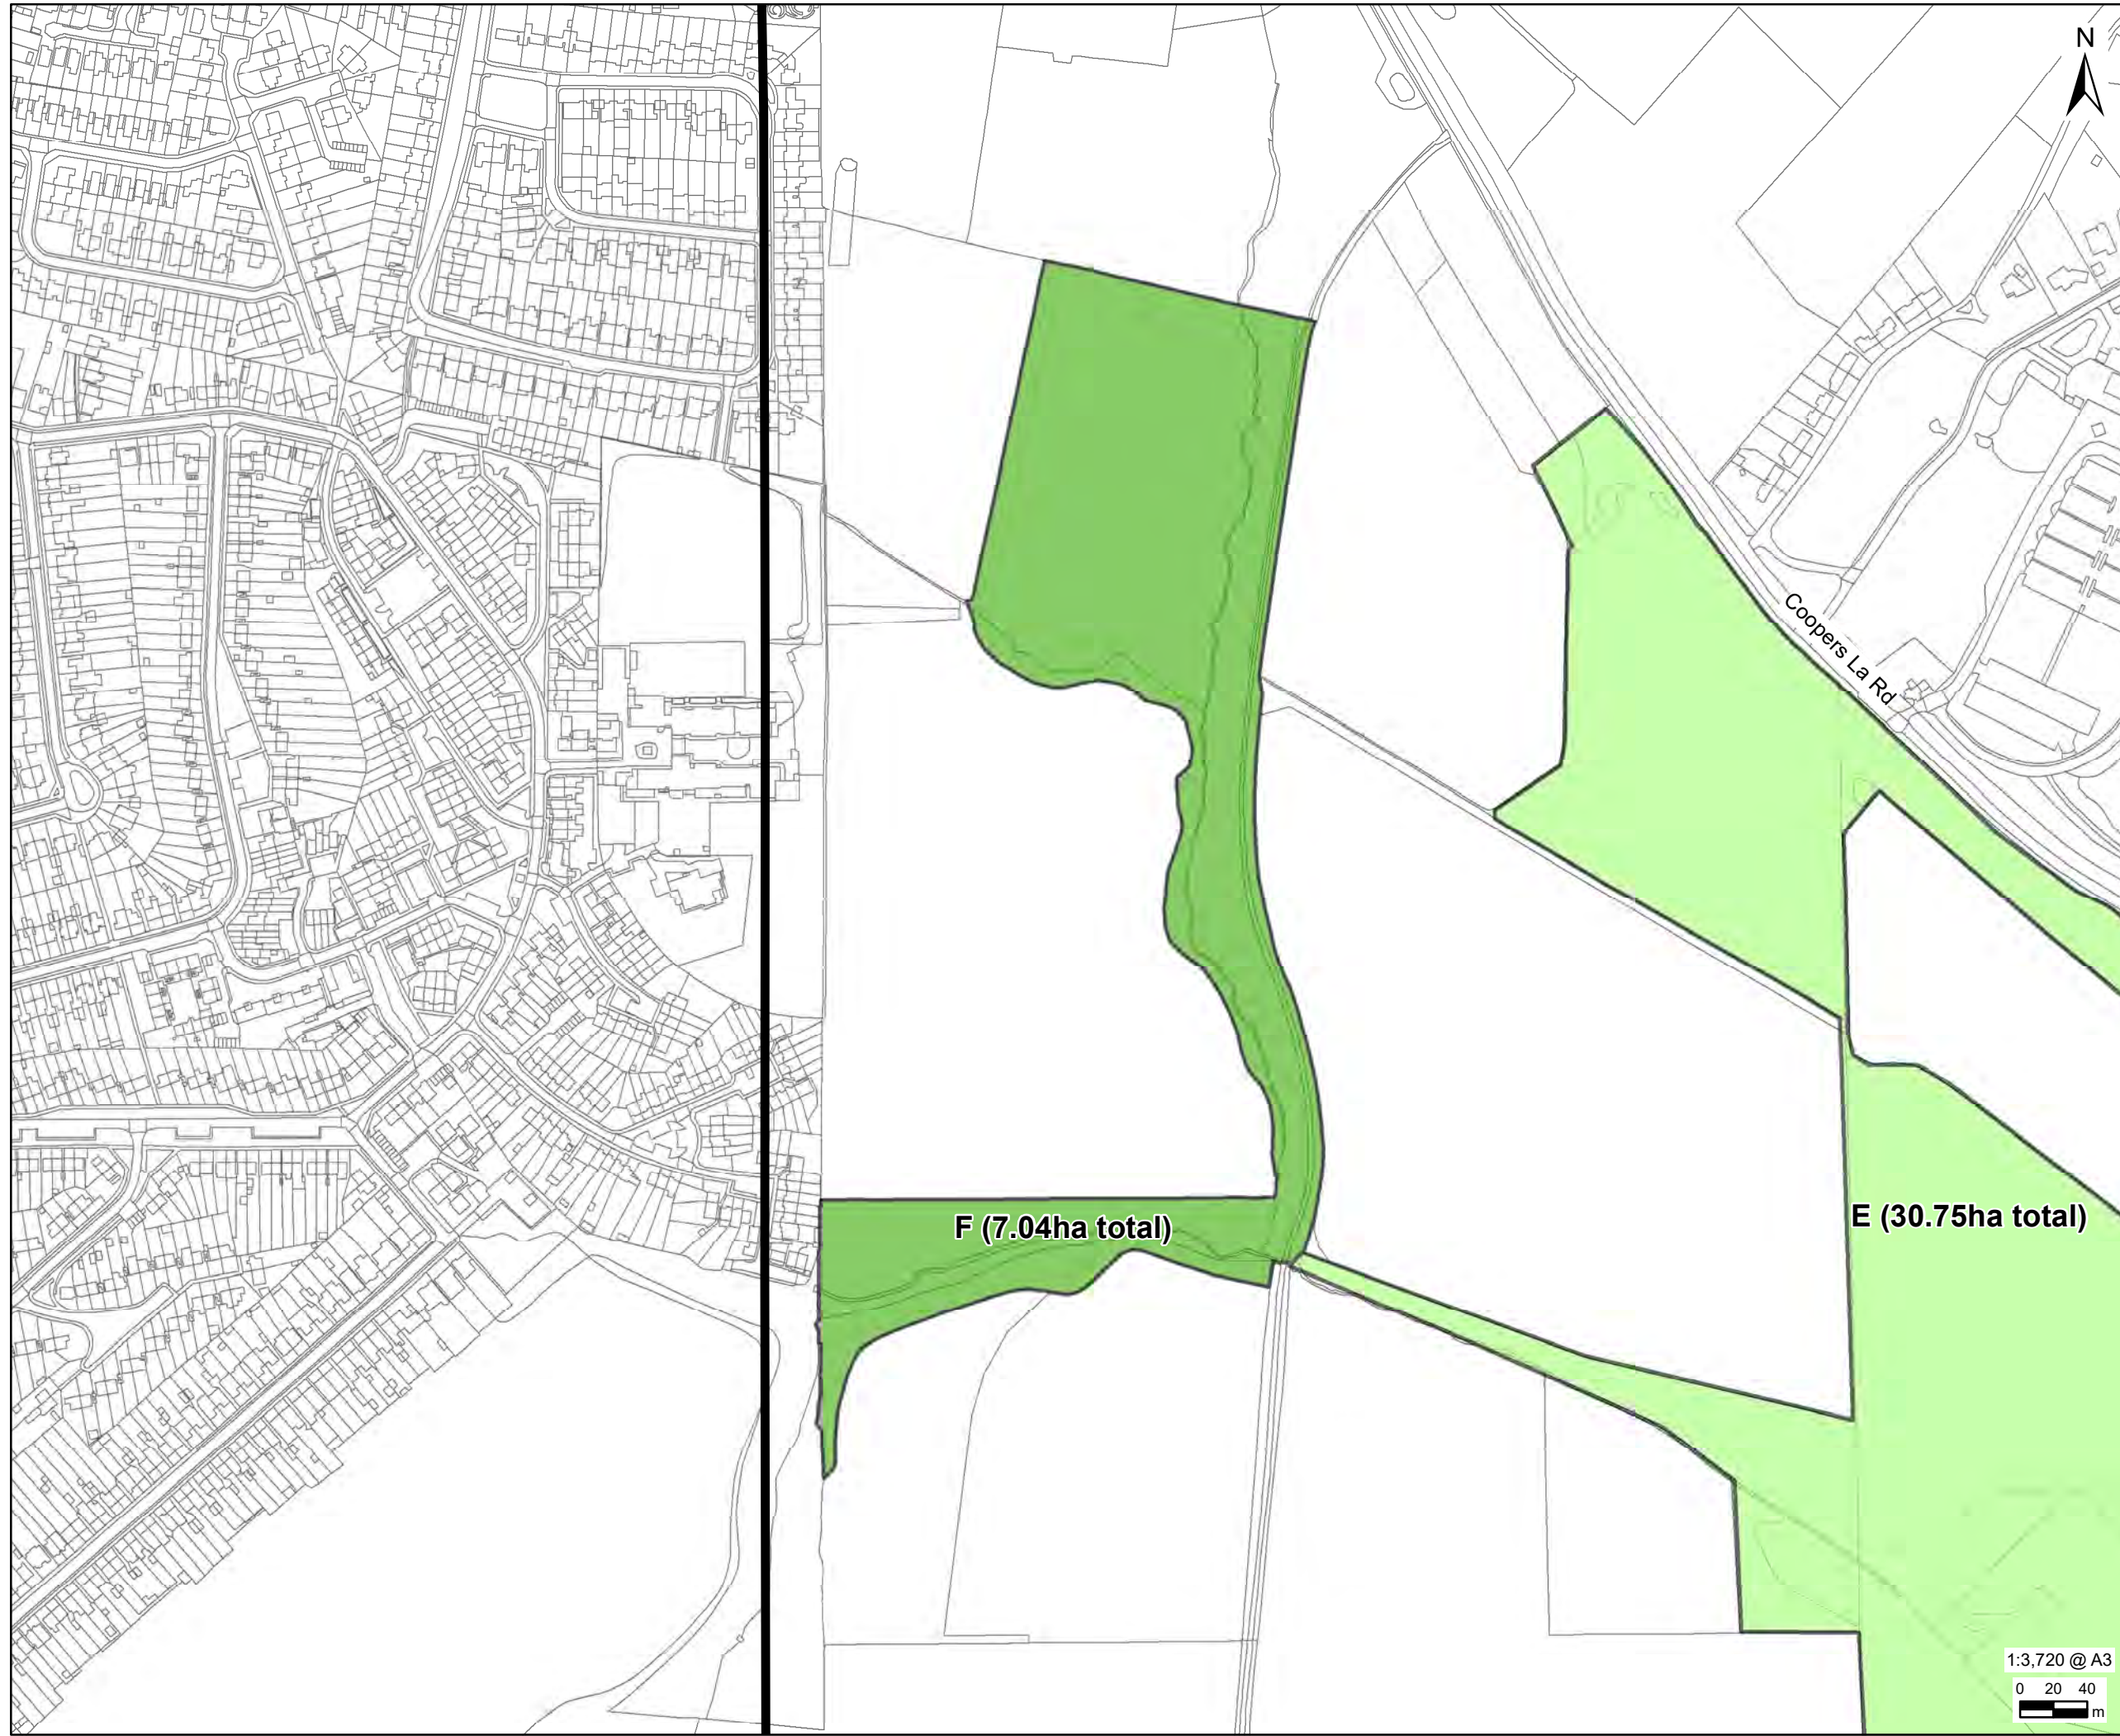 N
Coopers La Rd
F (7.04ha total)
E (30.75ha total)
1:3,720 @ A3
0 20 40
m